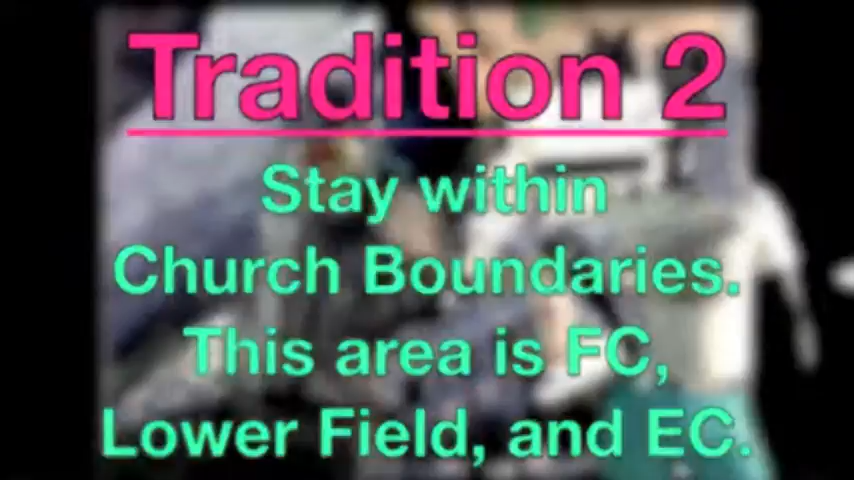 Tradition 2
Stay within
Church Boundaries.
This area is FC,
Lower Field, and EC.